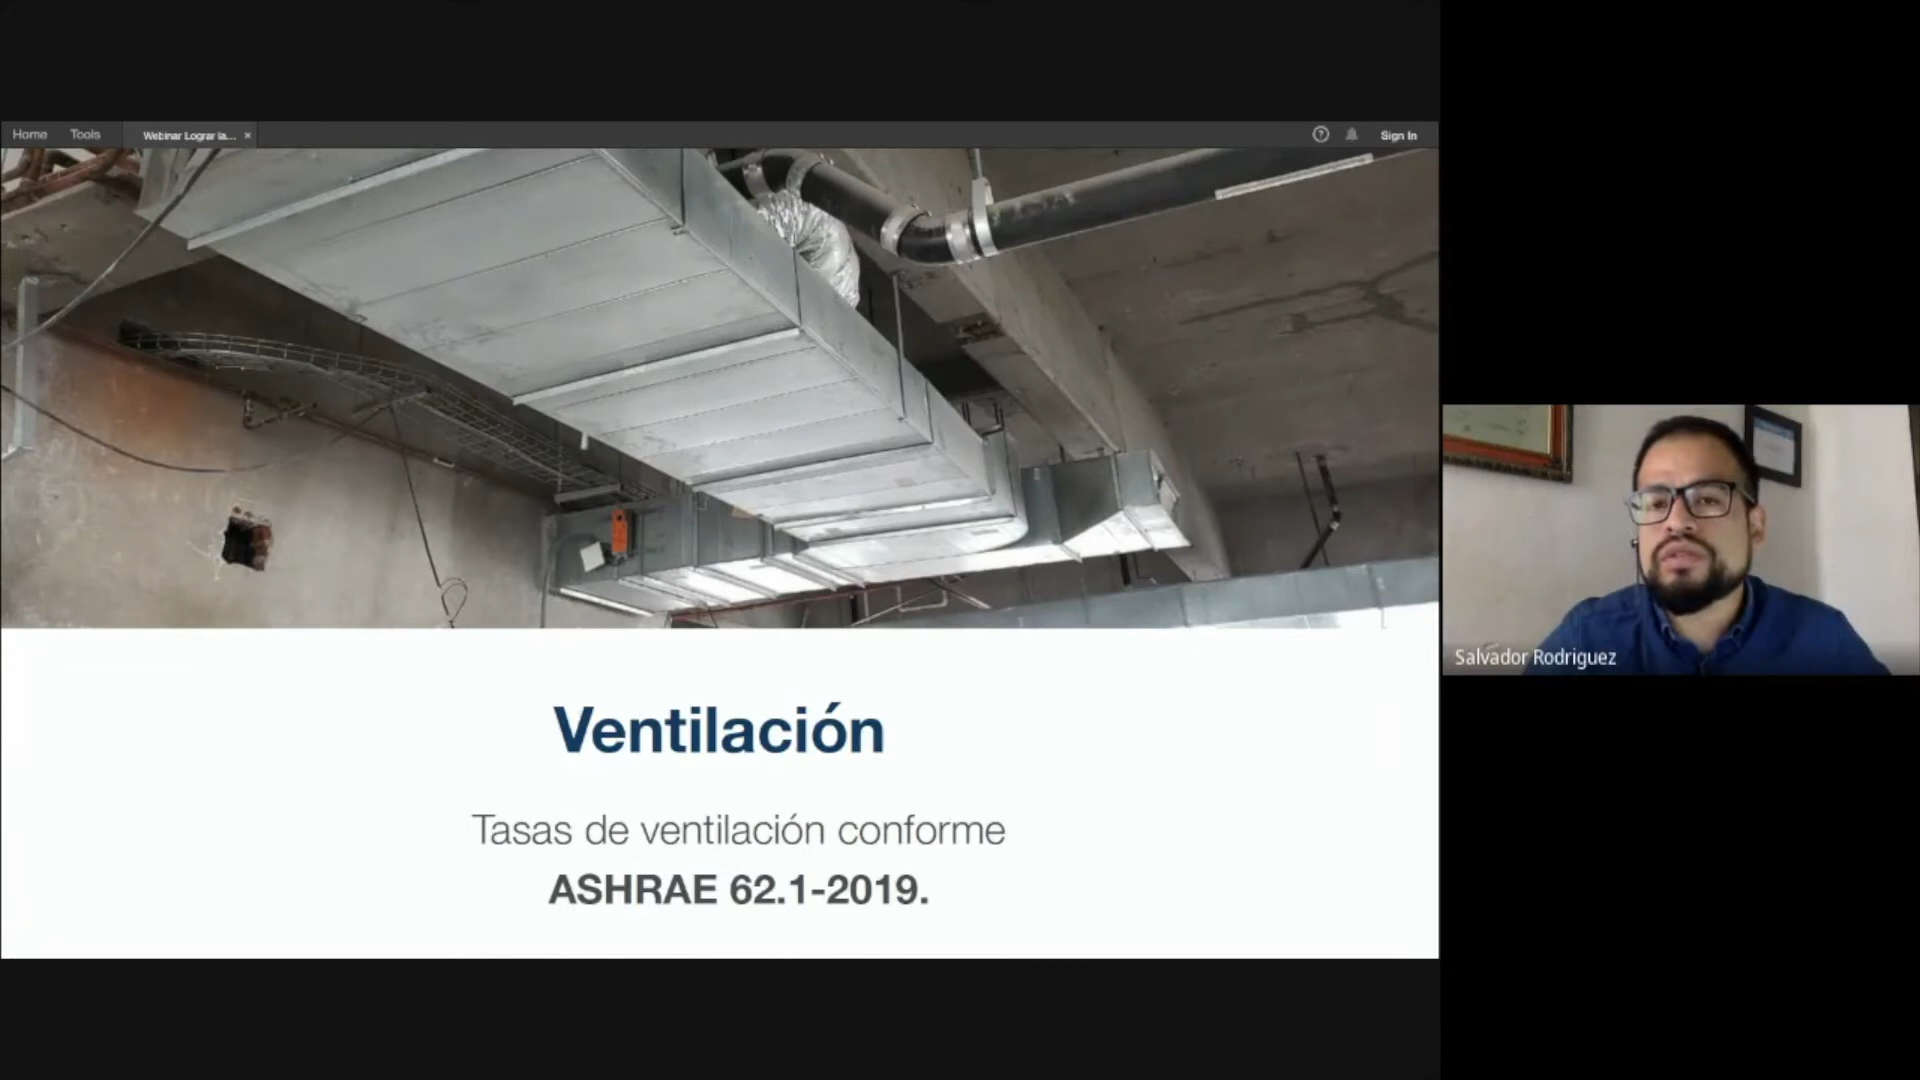 Home Tools Webinar Lograr la... × ? Sign In
Ventilación
Tasas de ventilación conforme
ASHRAE 62.1-2019.
Salvador Rodriguez